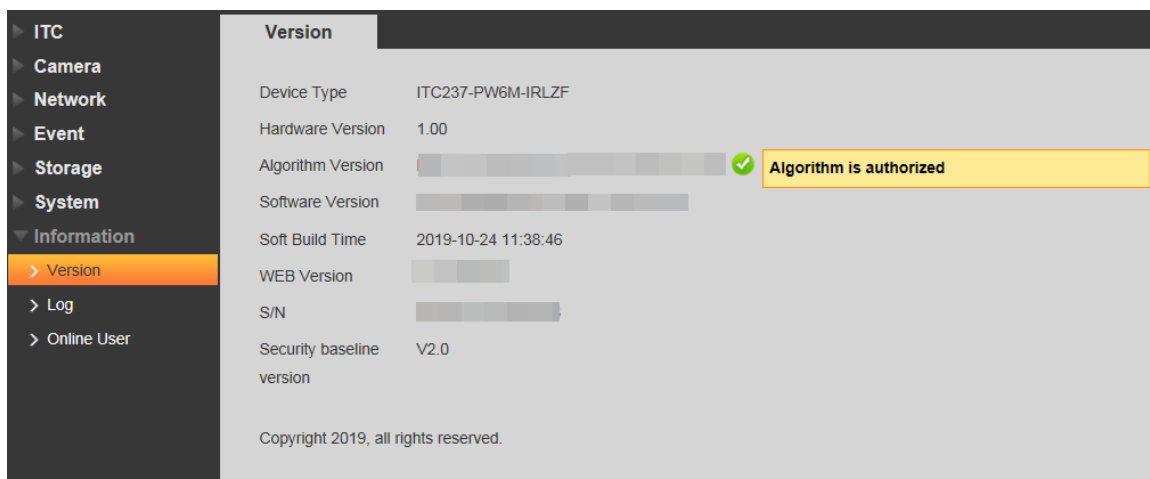 ITC
Camera
Network
Event
Storage
System
Information
Version
Log
Online User
Version
Device Type ITC237-PW6M-IRLZF
Hardware Version 1.00
Algorithm Version
Algorithm is authorized
Software Version
Soft Build Time 2019-10-24 11:38:46
WEB Version
S/N
Security baseline V2.0
version
Copyright 2019, all rights reserved.